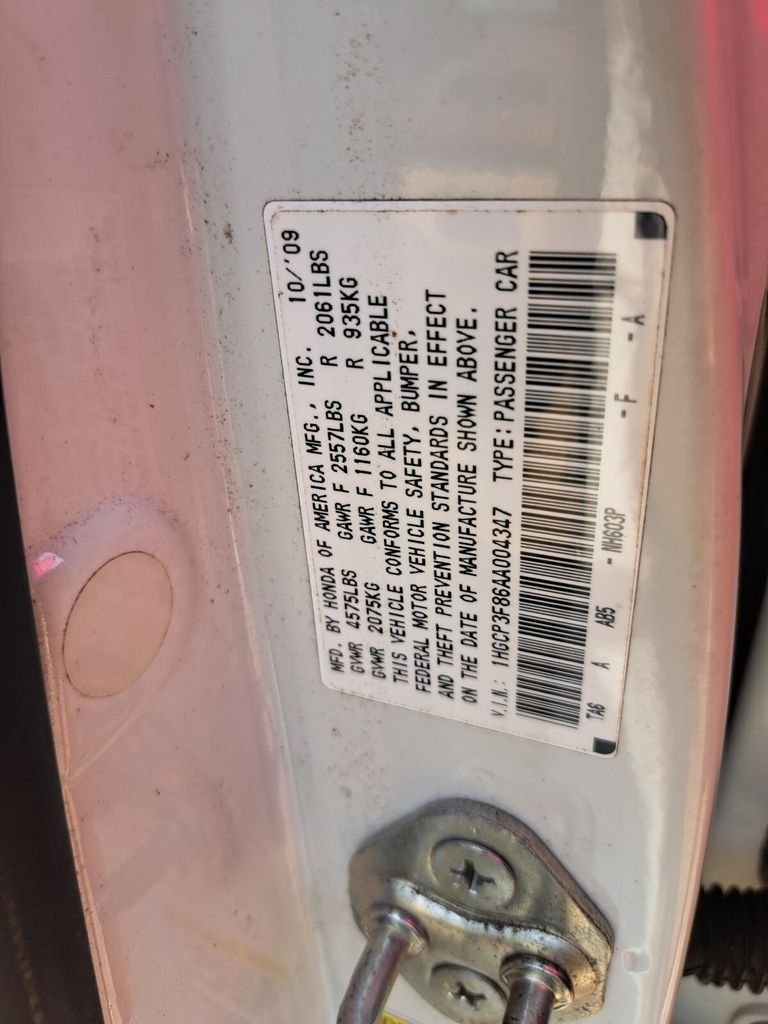 MFD. BY HONDA OF AMERICA MFG., INC. 10/'09
GVWR 4575LBS GAWR F 2557LBS R 2061LBS
GVWR 2075KG GAWR F 1160KG R 935KG
THIS VEHICLE CONFORMS TO ALL APPLICABLE
FEDERAL MOTOR VEHICLE SAFETY, BUMPER,
AND THEFT PREVENTION STANDARDS IN EFFECT
ON THE DATE OF MANUFACTURE SHOWN ABOVE.
V.I.N.: 1HGCP3F86AA004347 TYPE: PASSENGER CAR
TA6 A AB5 - NH603P - F - A